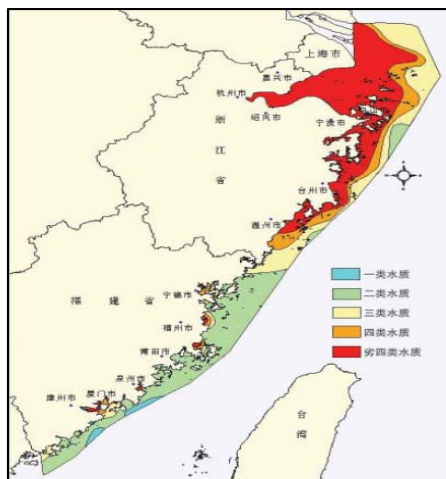 上海市
嘉兴市
杭州市
绍兴市
宁波市
浙江省
台州市
温州市
宁德市
福建省
福州市
莆田市
泉州市
厦门市
漳州市
台湾
一类水质
二类水质
三类水质
四类水质
劣四类水质